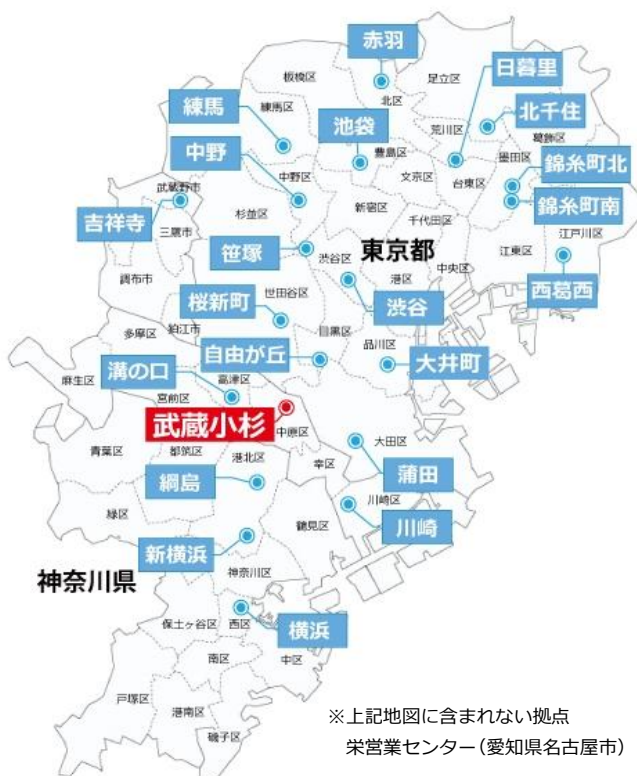 赤羽
板橋区
足立区
日暮里
北区
練馬
練馬区
池袋
北千住
荒川区
葛飾区
中野
豊島区
墨田区
錦糸町北
中野区
文京区
台東区
武蔵野市
錦糸町南
杉並区
新宿区
千代田区
吉祥寺
三鷹市
江戸川区
笹塚
渋谷区
東京都
江東区
中央区
港区
調布市
西葛西
世田谷区
渋谷
桜新町
多摩区
狛江市
目黒区
品川区
自由が丘
大井町
溝の口
高津区
麻生区
宮前区
武蔵小杉
中原区
大田区
青葉区
都筑区
港北区
幸区
蒲田
綱島
川崎区
緑区
鶴見区
川崎
新横浜
神奈川県
神奈川区
保土ヶ谷区
西区
横浜
南区
中区
戸塚区
港南区
磯子区
※上記地図に含まれない拠点
栄営業センター(愛知県名古屋市)